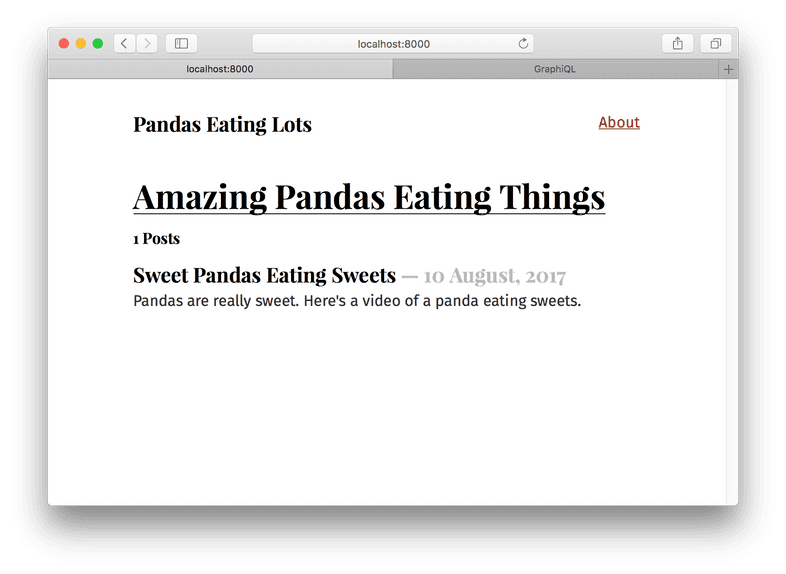 localhost:8000
localhost:8000 GraphiQL
Pandas Eating Lots About
Amazing Pandas Eating Things
1 Posts
Sweet Pandas Eating Sweets — 10 August, 2017
Pandas are really sweet. Here's a video of a panda eating sweets.